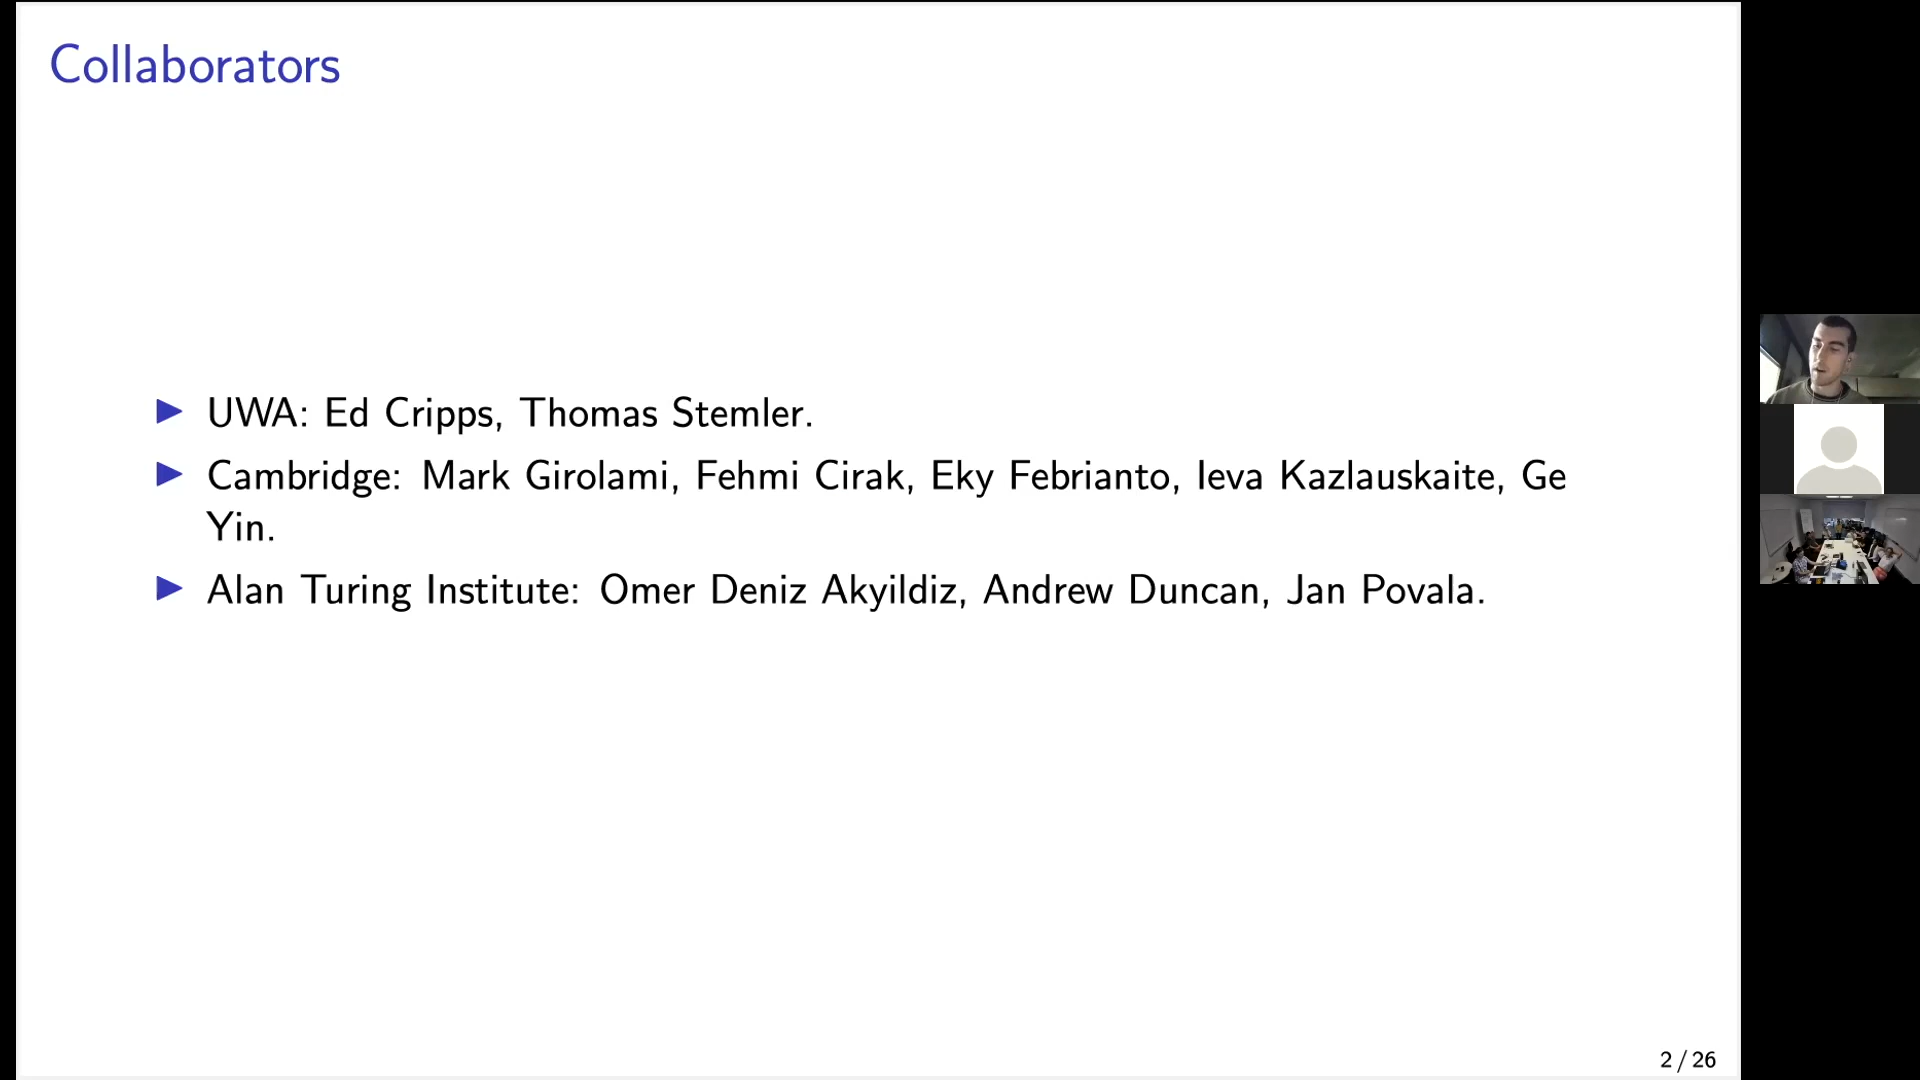 Collaborators
UWA: Ed Cripps, Thomas Stemler.
Cambridge: Mark Girolami, Fehmi Cirak, Eky Febrianto, Ieva Kazlauskaite, Ge
Yin.
Alan Turing Institute: Omer Deniz Akyildiz, Andrew Duncan, Jan Povala.
2 / 26